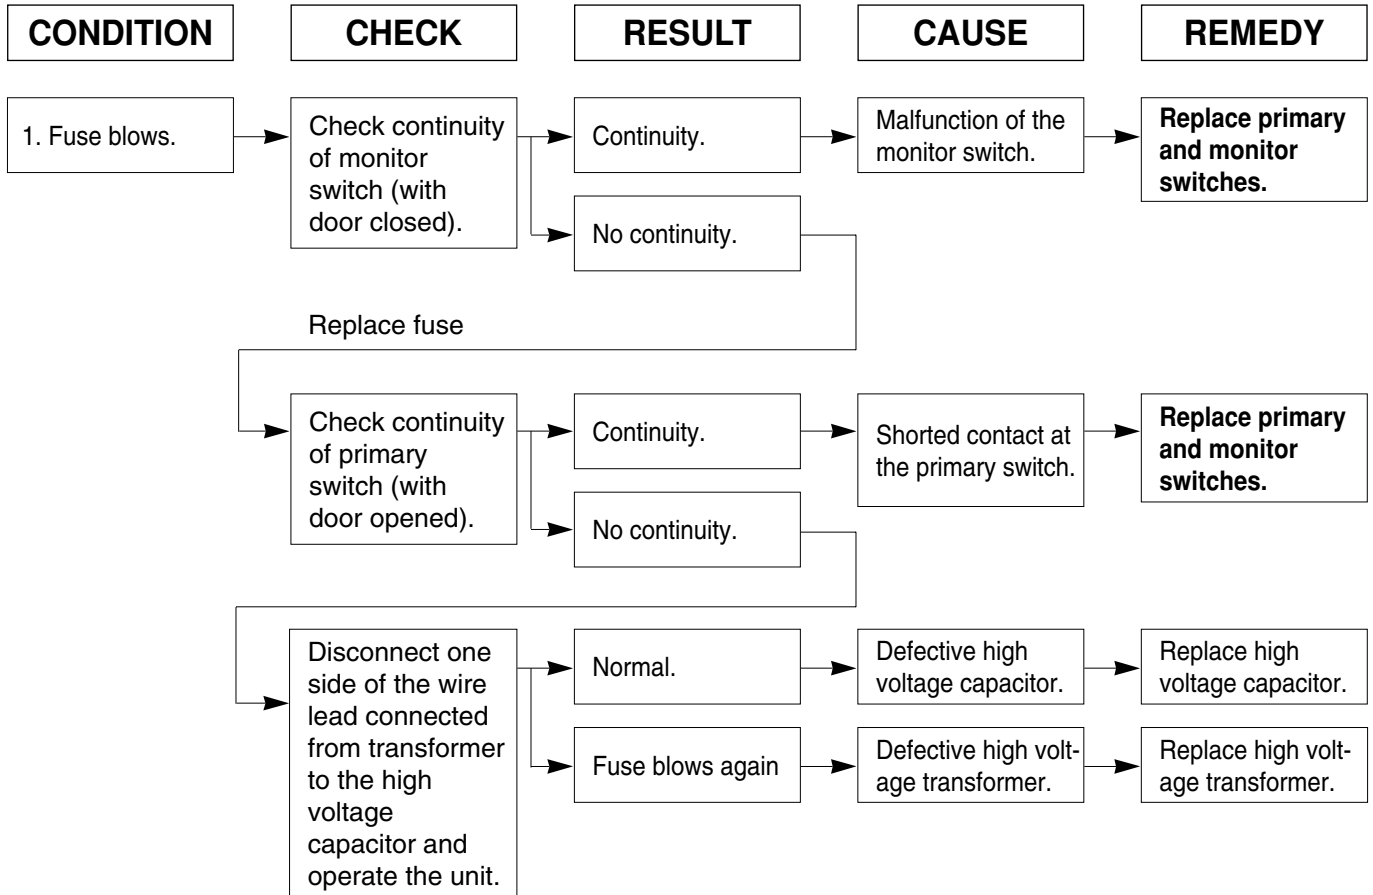 CONDITION
CHECK
RESULT
CAUSE
REMEDY
1. Fuse blows.
Check continuity
of monitor
switch (with
door closed).
Continuity.
Malfunction of the
monitor switch.
Replace primary
and monitor
switches.
No continuity.
Replace fuse
Check continuity
of primary
switch (with
door opened).
Continuity.
Shorted contact at
the primary switch.
Replace primary
and monitor
switches.
No continuity.
Disconnect one
side of the wire
lead connected
from transformer
to the high
voltage
capacitor and
operate the unit.
Normal.
Defective high
voltage capacitor.
Replace high
voltage capacitor.
Fuse blows again
Defective high volt-
age transformer.
Replace high volt-
age transformer.